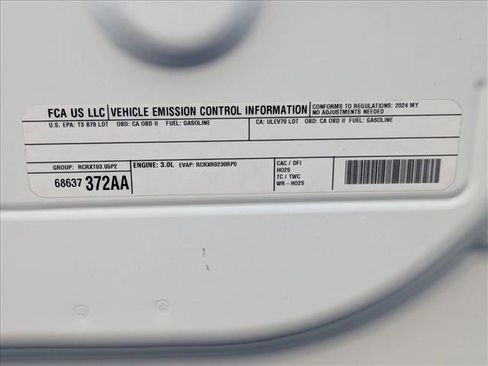 FCA US LLC VEHICLE EMISSION CONTROL INFORMATION CONFORMS TO REGULATIONS: 2024 MY
NO ADJUSTMENTS NEEDED
U.S. EPA: T3 B70 LDT OBD: CA OBD II FUEL: GASOLINE CA: ULEV70 LDT OBD: CA OBD II FUEL: GASOLINE
GROUP: RCRXT03.05P2 ENGINE: 3.0L EVAP: RCRXR0230RP0 CAC / DFI
HO2S
68637 372AA TC / TWC
WR-HO2S